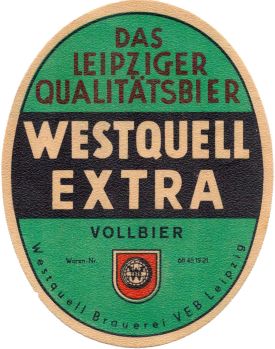 DAS
LEIPZIGER
QUALITÄTSBIER
WESTQUELL
EXTRA
VOLLBIER
Waren-Nr. 68 45 19 21
Westquell Brauerei VEB Leipzig